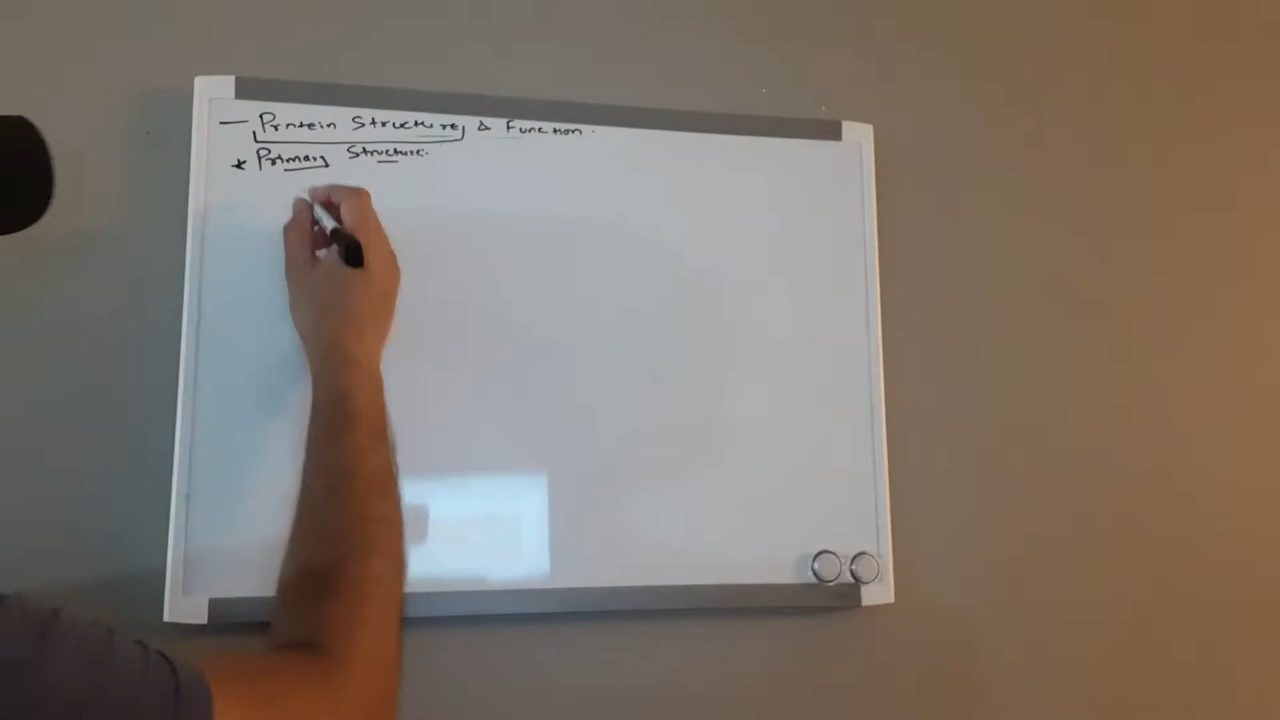 — Protein Structure & Function.
* Primary Structure: